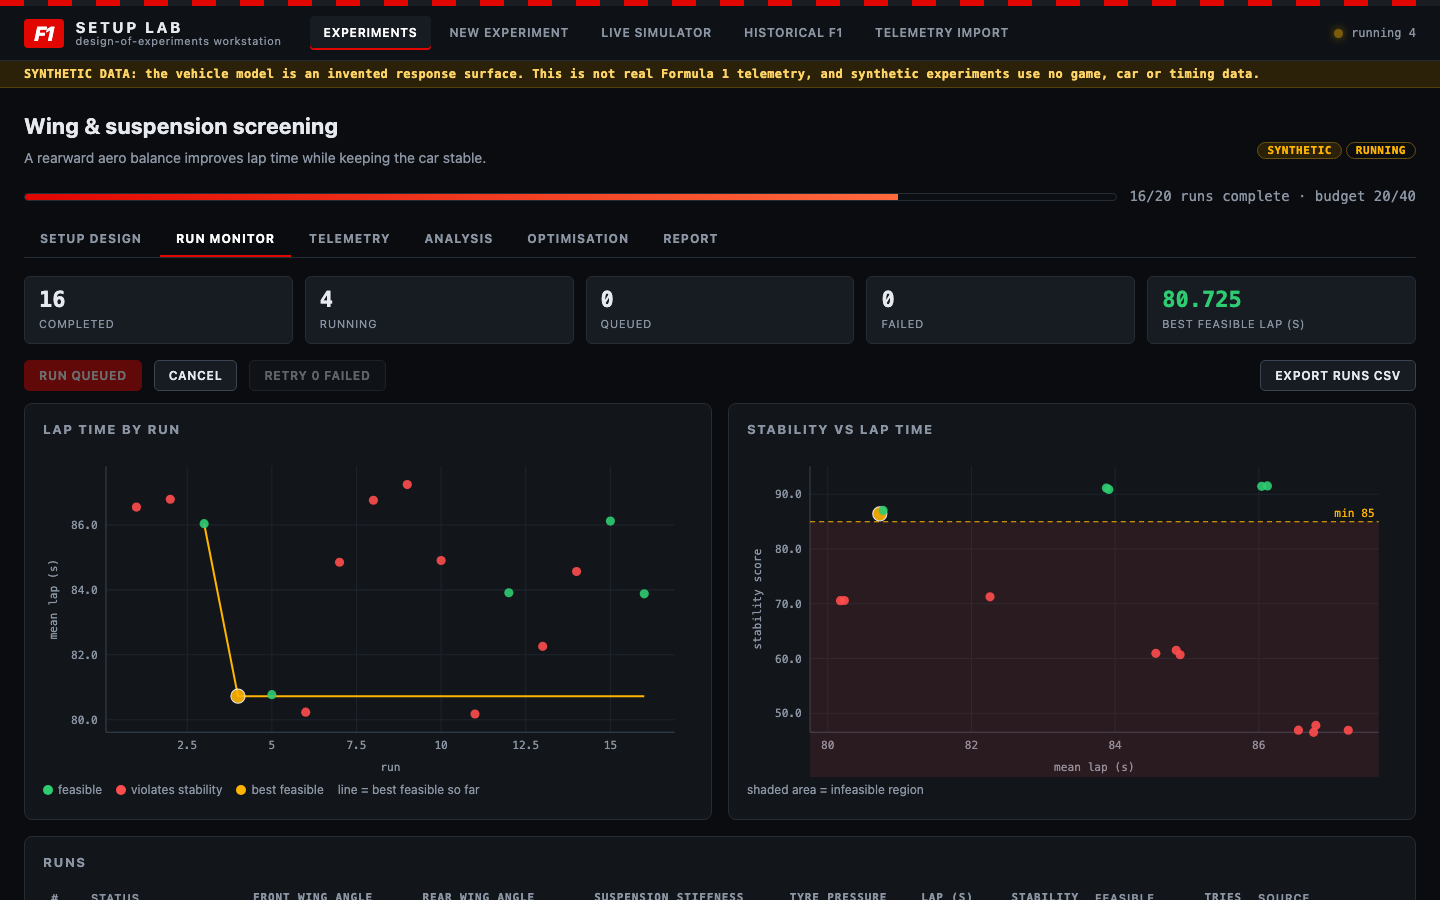 F1
SETUP LAB
design-of-experiments workstation
EXPERIMENTS
NEW EXPERIMENT
LIVE SIMULATOR
HISTORICAL F1
TELEMETRY IMPORT
running 4
SYNTHETIC DATA: the vehicle model is an invented response surface. This is not real Formula 1 telemetry, and synthetic experiments use no game, car or timing data.
Wing & suspension screening
A rearward aero balance improves lap time while keeping the car stable.
SYNTHETIC
RUNNING
16/20 runs complete · budget 20/40
SETUP DESIGN
RUN MONITOR
TELEMETRY
ANALYSIS
OPTIMISATION
REPORT
16
COMPLETED
4
RUNNING
0
QUEUED
0
FAILED
80.725
BEST FEASIBLE LAP (S)
RUN QUEUED
CANCEL
RETRY 0 FAILED
EXPORT RUNS CSV
LAP TIME BY RUN
86.0
84.0
82.0
80.0
mean lap (s)
2.5
5
7.5
10
12.5
15
run
feasible
violates stability
best feasible
line = best feasible so far
STABILITY VS LAP TIME
90.0
80.0
70.0
60.0
50.0
stability score
min 85
80
82
84
86
mean lap (s)
shaded area = infeasible region
RUNS
# STATUS FRONT WING ANGLE REAR WING ANGLE SUSPENSION STIFFNESS TYRE PRESSURE LAP (S) STABILITY FEASIBLE TRIES SOURCE